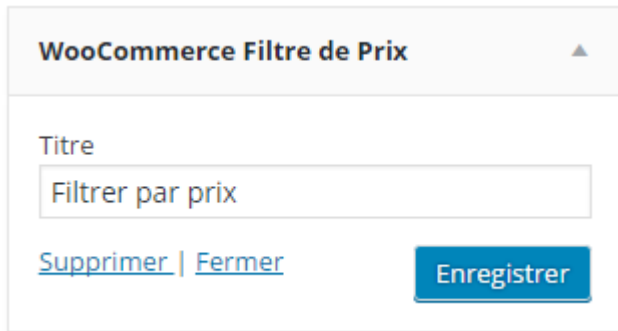 WooCommerce Filtre de Prix
Titre
Filtrer par prix
Supprimer | Fermer
Enregistrer